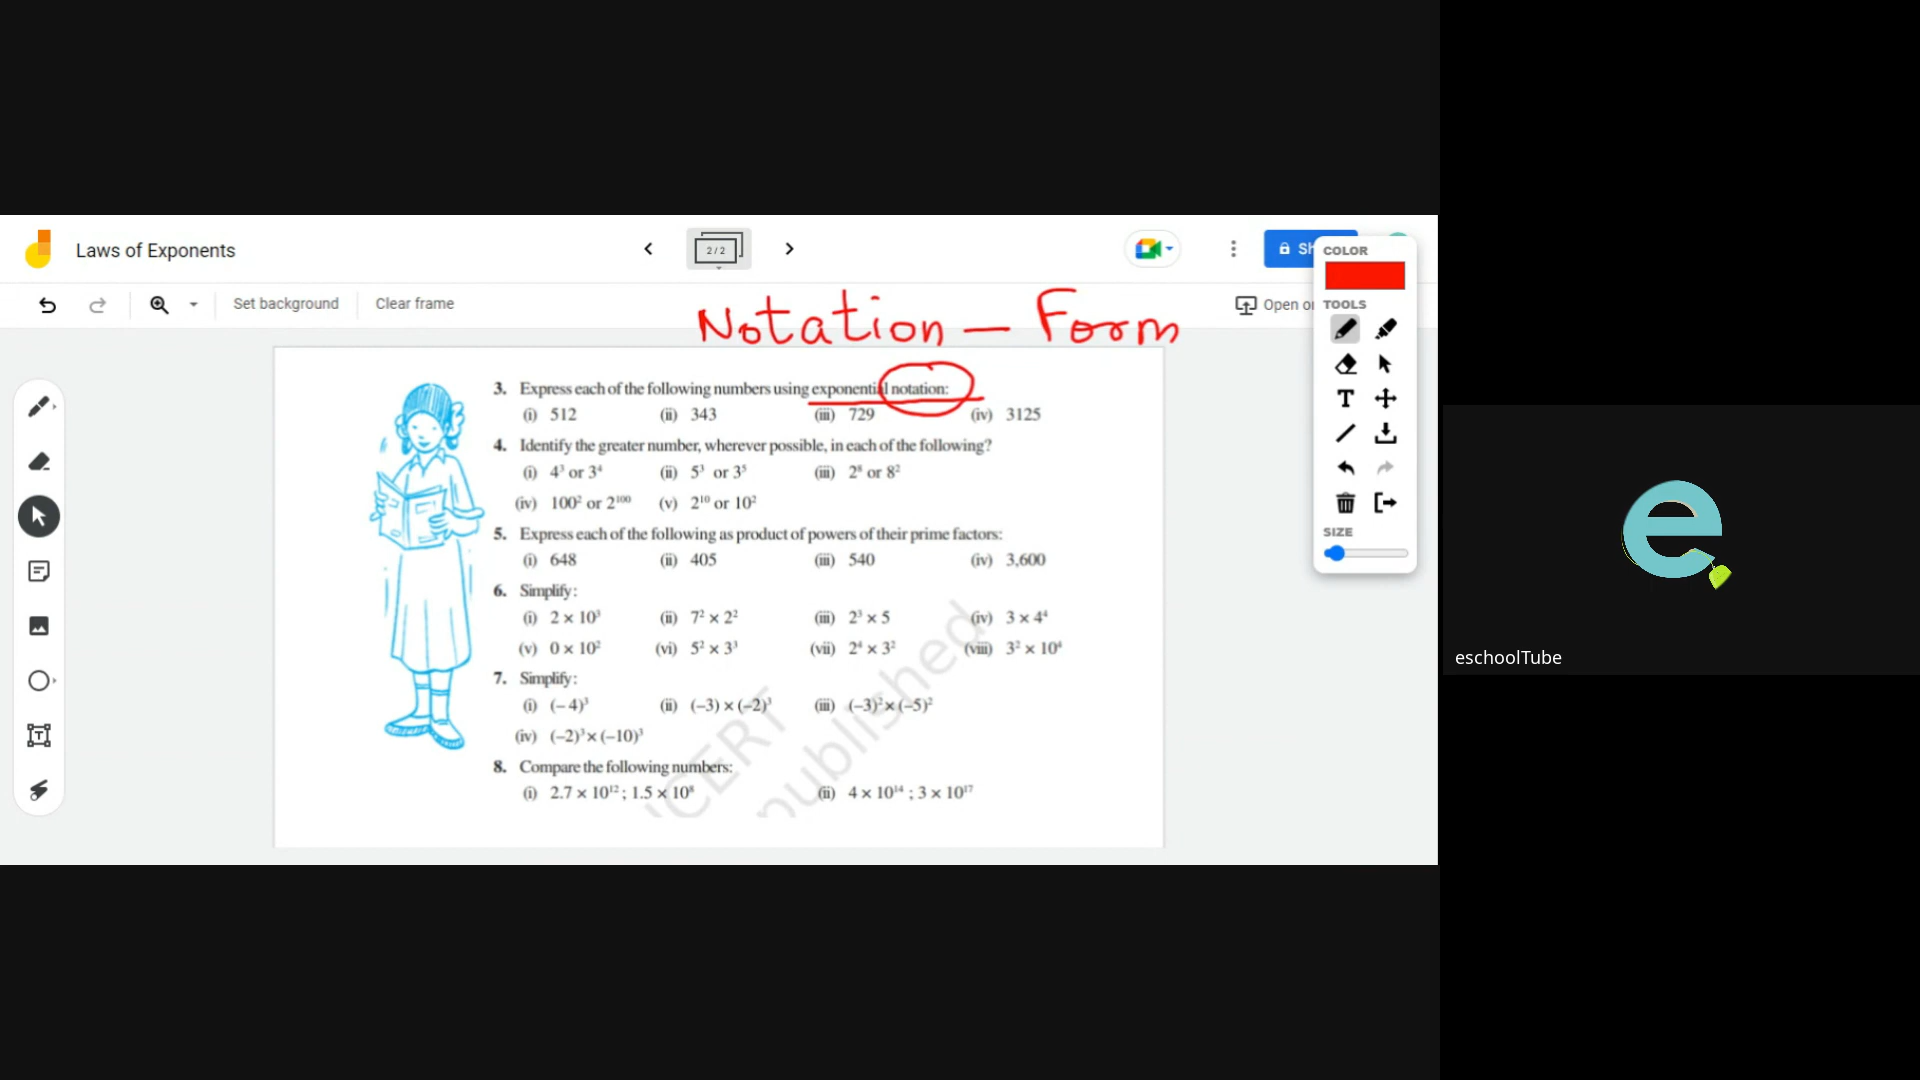 Laws of Exponents
2 / 2
Sh
COLOR
Set background
Clear frame
Open on
TOOLS
Notation - Form
3. Express each of the following numbers using exponential notation:
(i) 512 (ii) 343 (iii) 729 (iv) 3125
4. Identify the greater number, wherever possible, in each of the following?
(i) 4³ or 3⁴ (ii) 5³ or 3⁵ (iii) 2⁸ or 8²
(iv) 100² or 2¹⁰⁰ (v) 2¹⁰ or 10²
5. Express each of the following as product of powers of their prime factors:
(i) 648 (ii) 405 (iii) 540 (iv) 3,600
6. Simplify:
(i) 2 × 10³ (ii) 7² × 2² (iii) 2³ × 5 (iv) 3 × 4⁴
(v) 0 × 10² (vi) 5² × 3³ (vii) 2⁴ × 3² (viii) 3² × 10⁴
7. Simplify:
(i) (– 4)³ (ii) (–3) × (–2)³ (iii) (–3)² × (–5)²
(iv) (–2)³ × (–10)³
8. Compare the following numbers:
(i) 2.7 × 10¹² ; 1.5 × 10⁸ (ii) 4 × 10¹⁴ ; 3 × 10¹⁷
NCERT
published
T
SIZE
eschoolTube